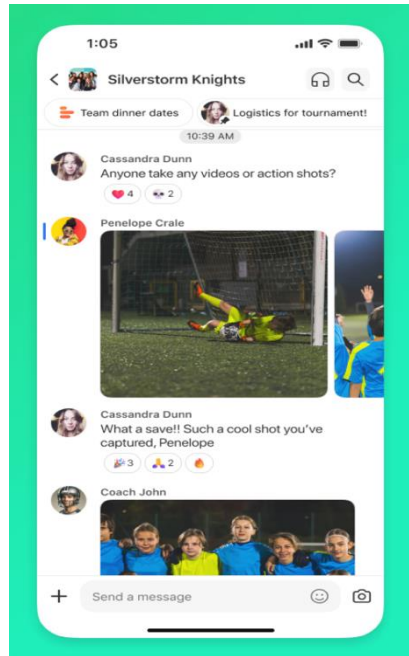 1:05
Silverstorm Knights
Team dinner dates
Logistics for tournament!
10:39 AM
Cassandra Dunn
Anyone take any videos or action shots?
4
2
Penelope Crale
Cassandra Dunn
What a save!! Such a cool shot you've
captured, Penelope
3
2
Coach John
Send a message